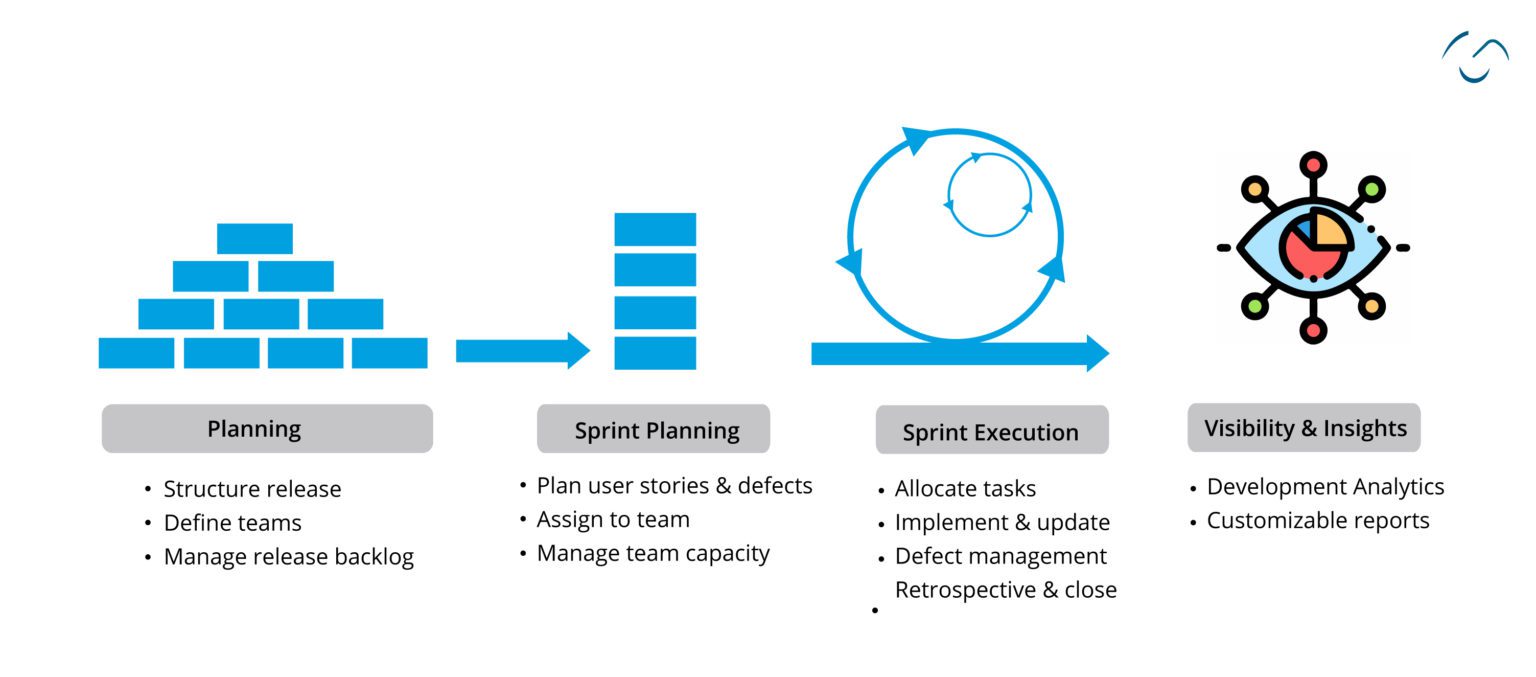 Planning
• Structure release
• Define teams
• Manage release backlog
Sprint Planning
• Plan user stories & defects
• Assign to team
• Manage team capacity
Sprint Execution
• Allocate tasks
• Implement & update
• Defect management
Retrospective & close
•
Visibility & Insights
• Development Analytics
• Customizable reports